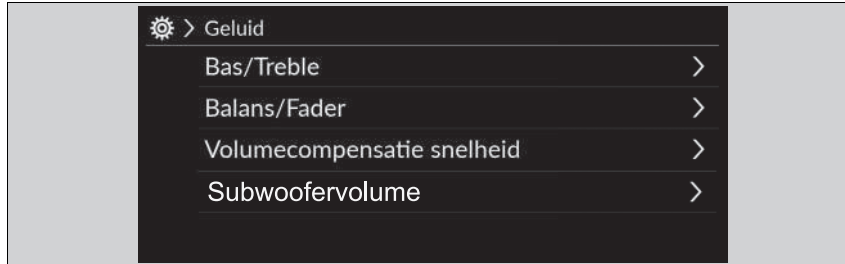 Geluid
Bas/Treble
Balans/Fader
Volumecompensatie snelheid
Subwoofervolume